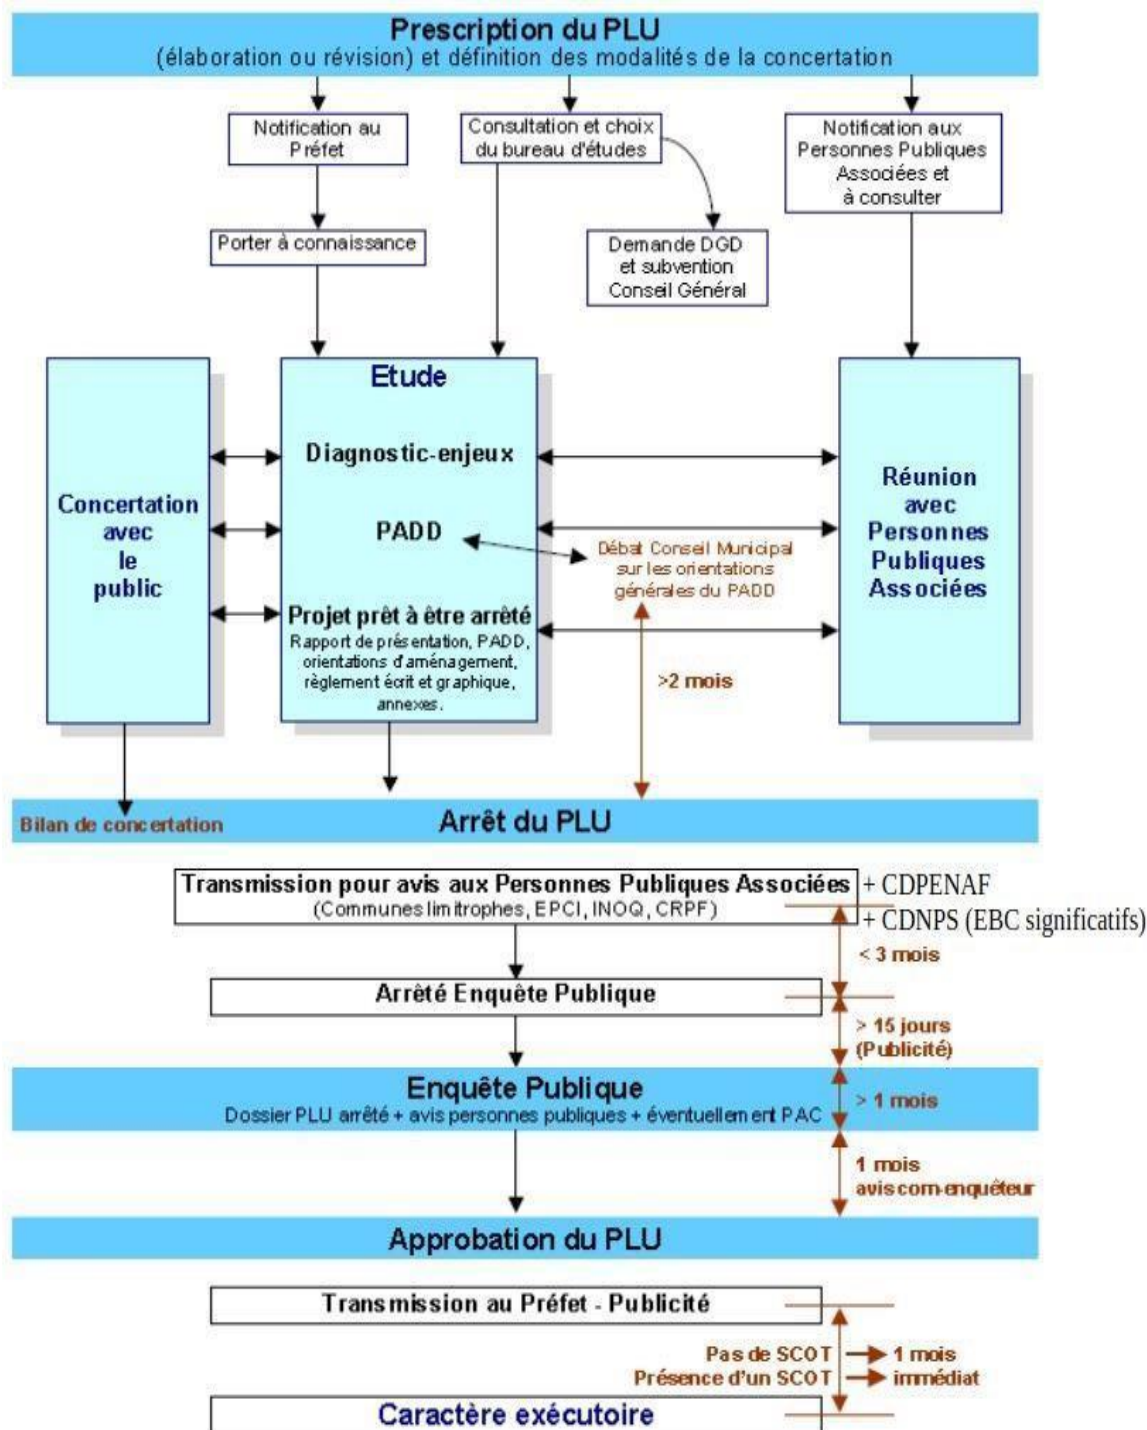 Prescription du PLU
(élaboration ou révision) et définition des modalités de la concertation
Notification au
Préfet
Consultation et choix
du bureau d'études
Notification aux
Personnes Publiques
Associées et
à consulter
Porter à connaissance
Demande DGD
et subvention
Conseil Général
Concertation
avec
le
public
Etude
Diagnostic-enjeux
PADD
Projet prêt à être arrêté
Rapport de présentation, PADD,
orientations d'aménagement,
règlement écrit et graphique,
annexes.
Débat Conseil Municipal
sur les orientations
générales du PADD
>2 mois
Réunion
avec
Personnes
Publiques
Associées
Bilan de concertation
Arrêt du PLU
Transmission pour avis aux Personnes Publiques Associées
(Communes limitrophes, EPCI, INOQ, CRPF)
+ CDPENAF
+ CDNPS (EBC significatifs)
< 3 mois
Arrêté Enquête Publique
> 15 jours
(Publicité)
Enquête Publique
Dossier PLU arrêté + avis personnes publiques + éventuellement PAC
> 1 mois
1 mois
avis com-enquêteur
Approbation du PLU
Transmission au Préfet - Publicité
Pas de SCOT
1 mois
Présence d'un SCOT
immédiat
Caractère exécutoire